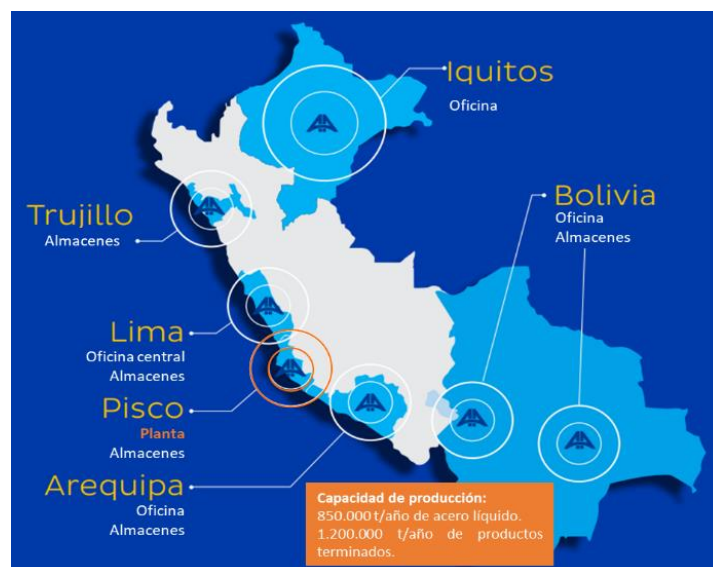 Iquitos
Oficina
Bolivia
Oficina
Almacenes
Trujillo
Almacenes
Lima
Oficina central
Almacenes
Pisco
Planta
Almacenes
Arequipa
Oficina
Almacenes
Capacidad de producción:
850.000 t/año de acero líquido.
1.200.000 t/año de productos
terminados.